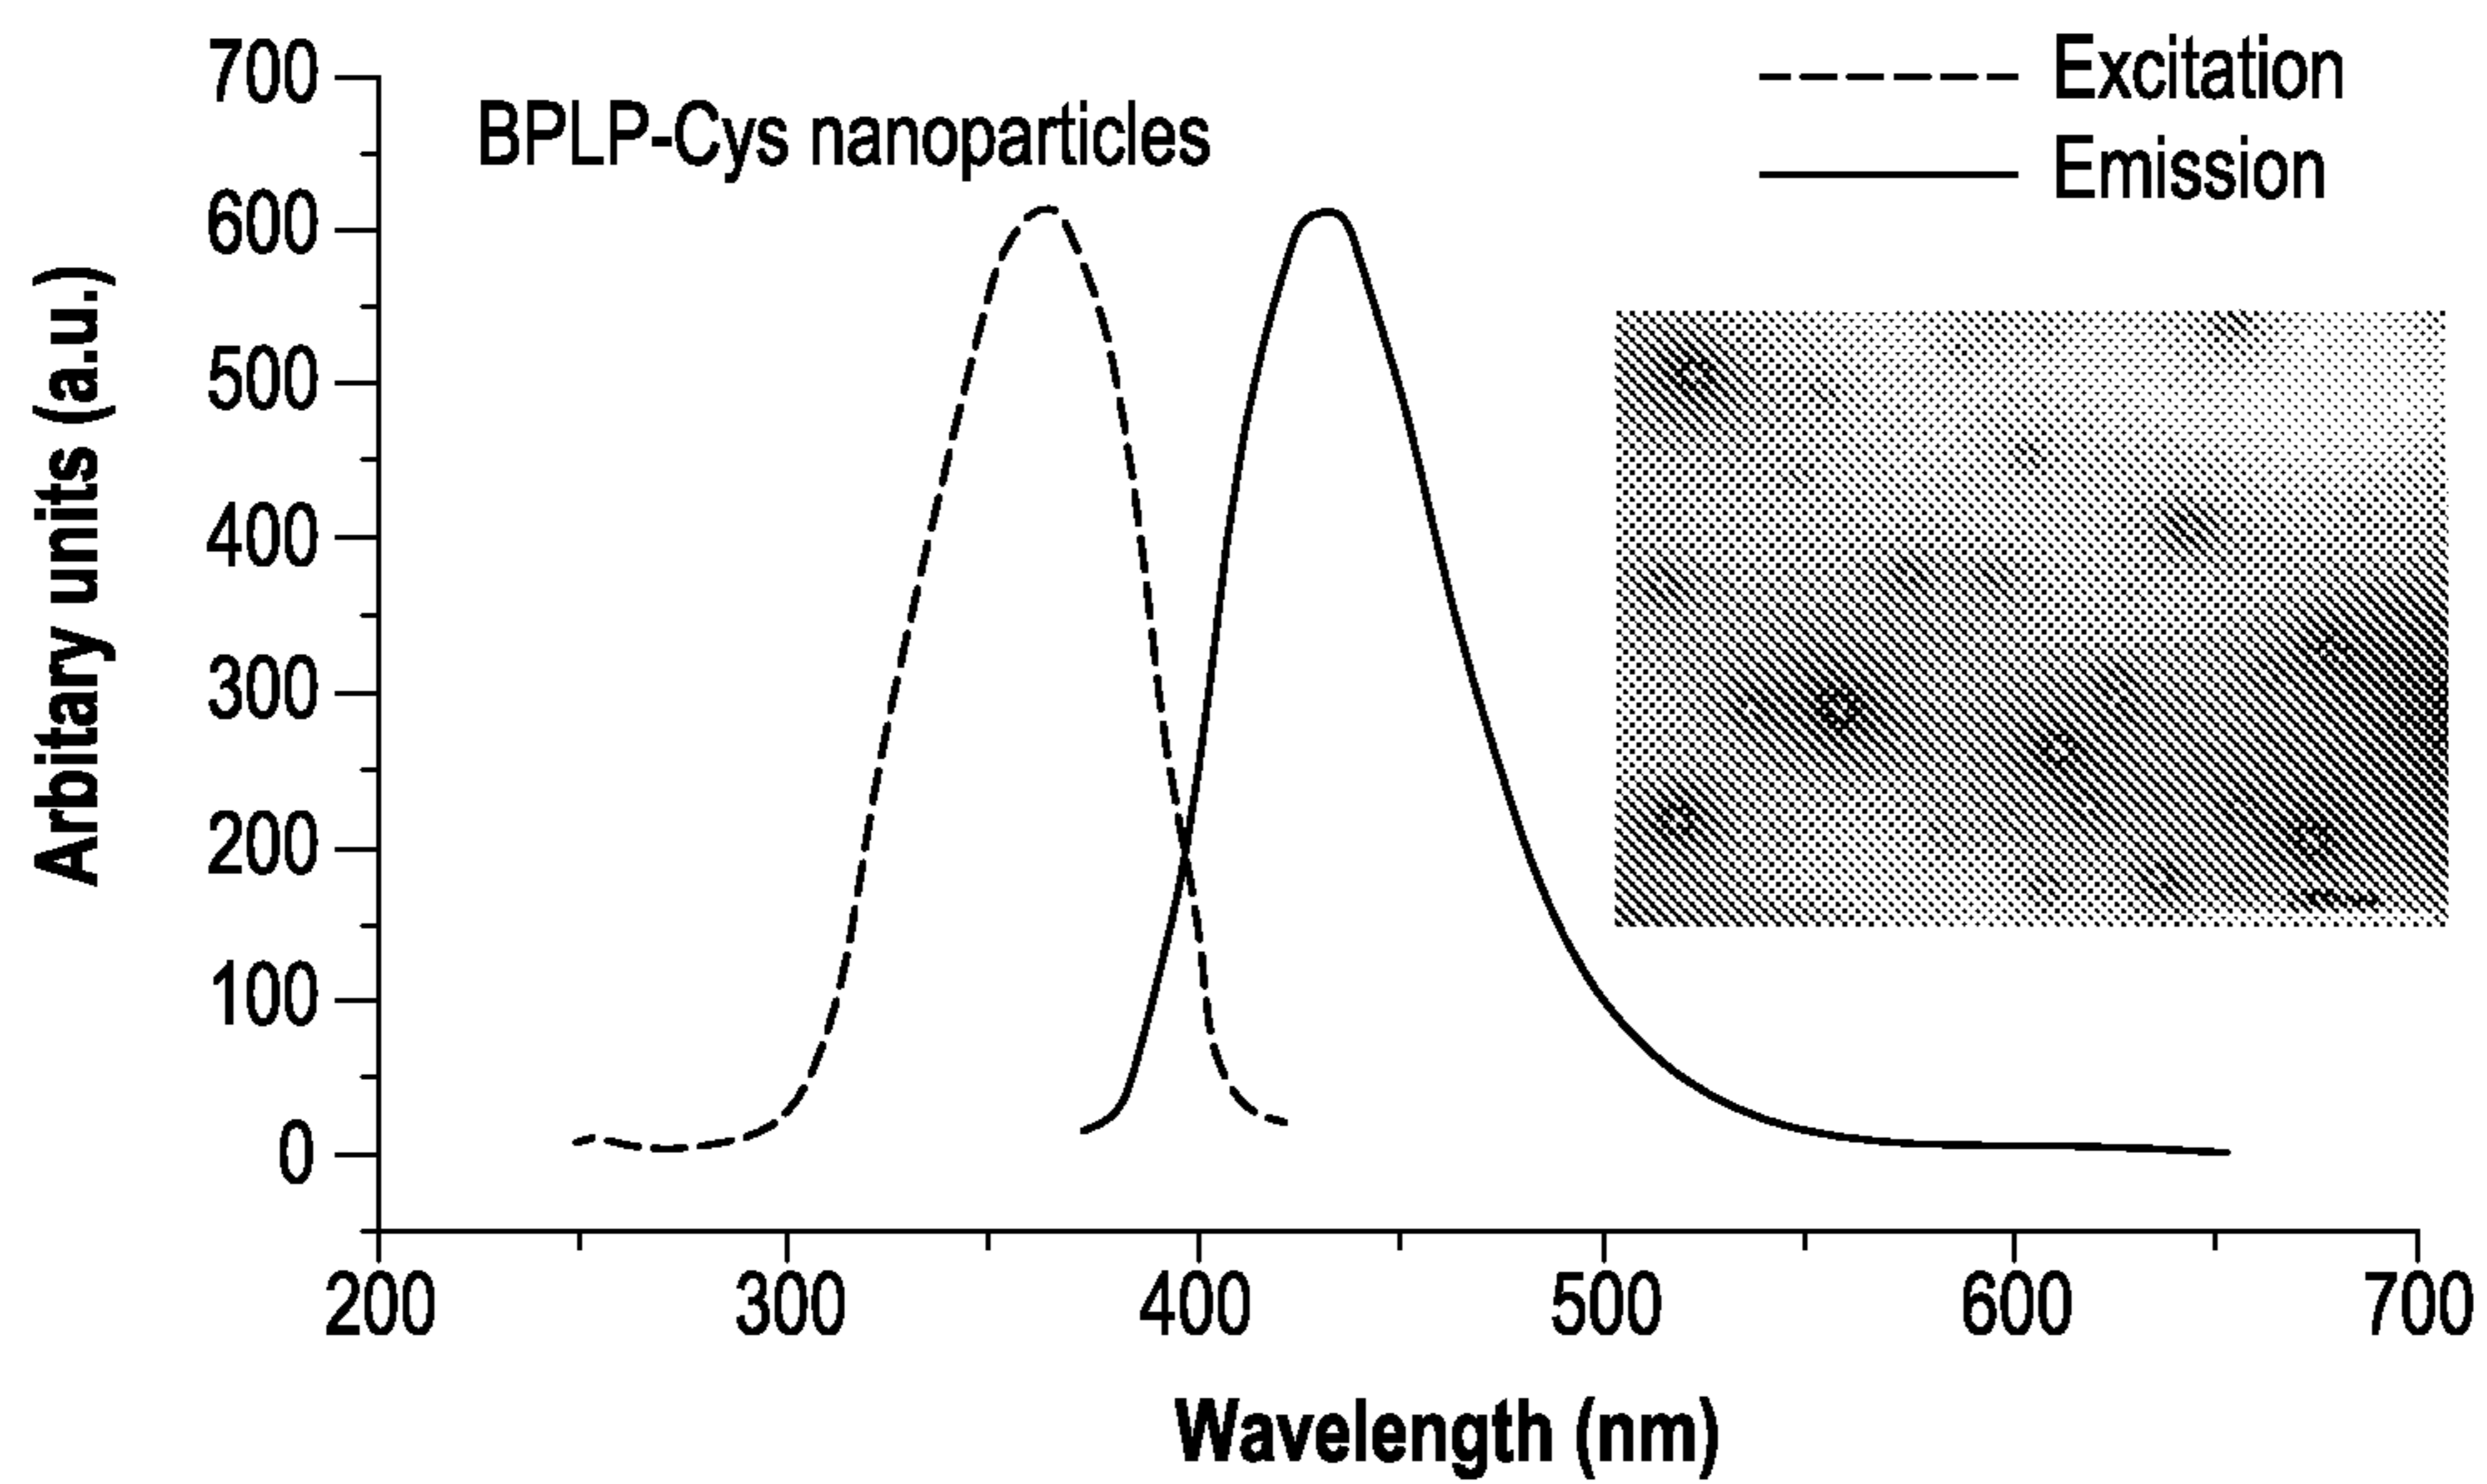 Arbitary units (a.u.)
700
600
500
400
300
200
100
0
BPLP-Cys nanoparticles
Excitation
Emission
200
300
400
500
600
700
Wavelength (nm)